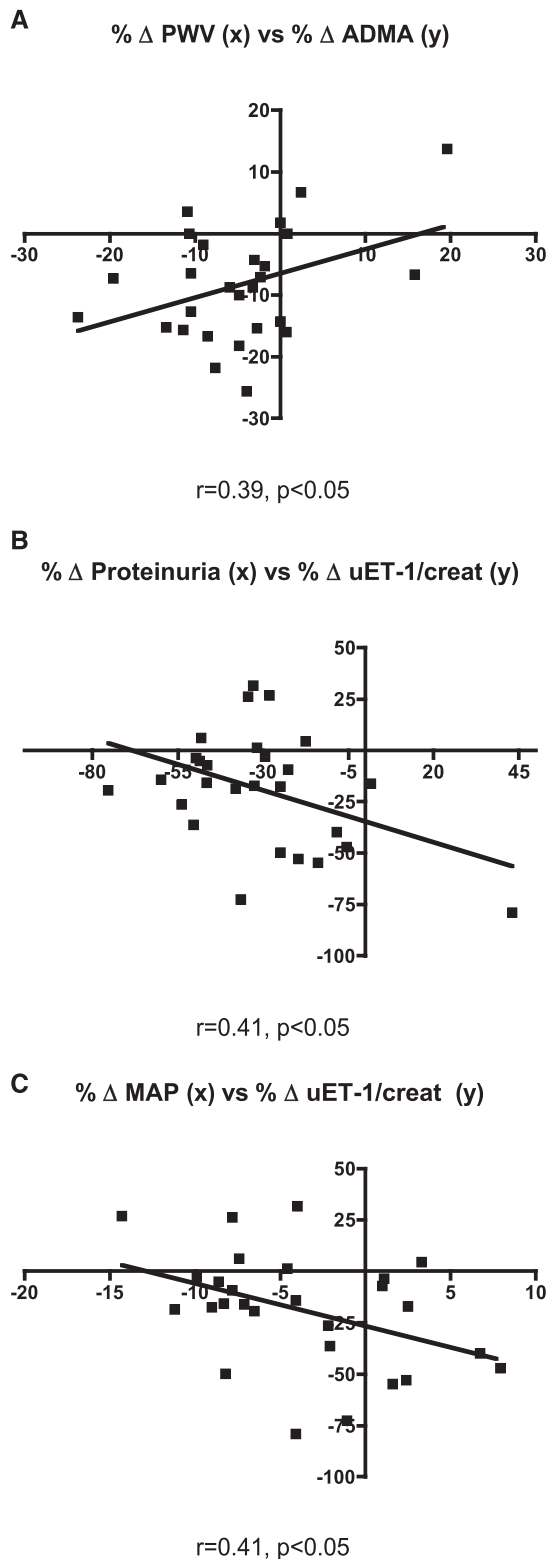 A
% Δ PWV (x) vs % Δ ADMA (y)
20
10
-30 -20 -10 10 20 30
-10
-20
-30
r=0.39, p<0.05
B
% Δ Proteinuria (x) vs % Δ uET-1/creat (y)
50
25
-80 -55 -30 -5 20 45
-25
-50
-75
-100
r=0.41, p<0.05
C
% Δ MAP (x) vs % Δ uET-1/creat (y)
50
25
-20 -15 -10 -5 5 10
-25
-50
-75
-100
r=0.41, p<0.05